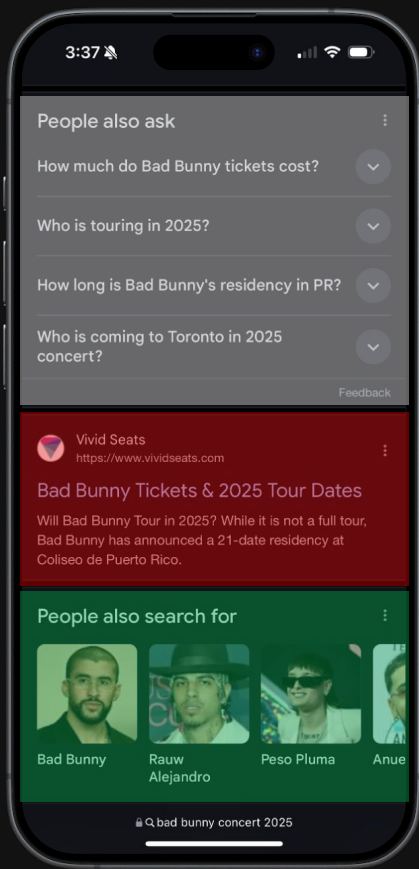 3:37
People also ask
How much do Bad Bunny tickets cost?
Who is touring in 2025?
How long is Bad Bunny's residency in PR?
Who is coming to Toronto in 2025
concert?
Feedback
Vivid Seats
https://www.vividseats.com
Bad Bunny Tickets & 2025 Tour Dates
Will Bad Bunny Tour in 2025? While it is not a full tour,
Bad Bunny has announced a 21-date residency at
Coliseo de Puerto Rico.
People also search for
Bad Bunny
Rauw
Alejandro
Peso Pluma
Anue
bad bunny concert 2025